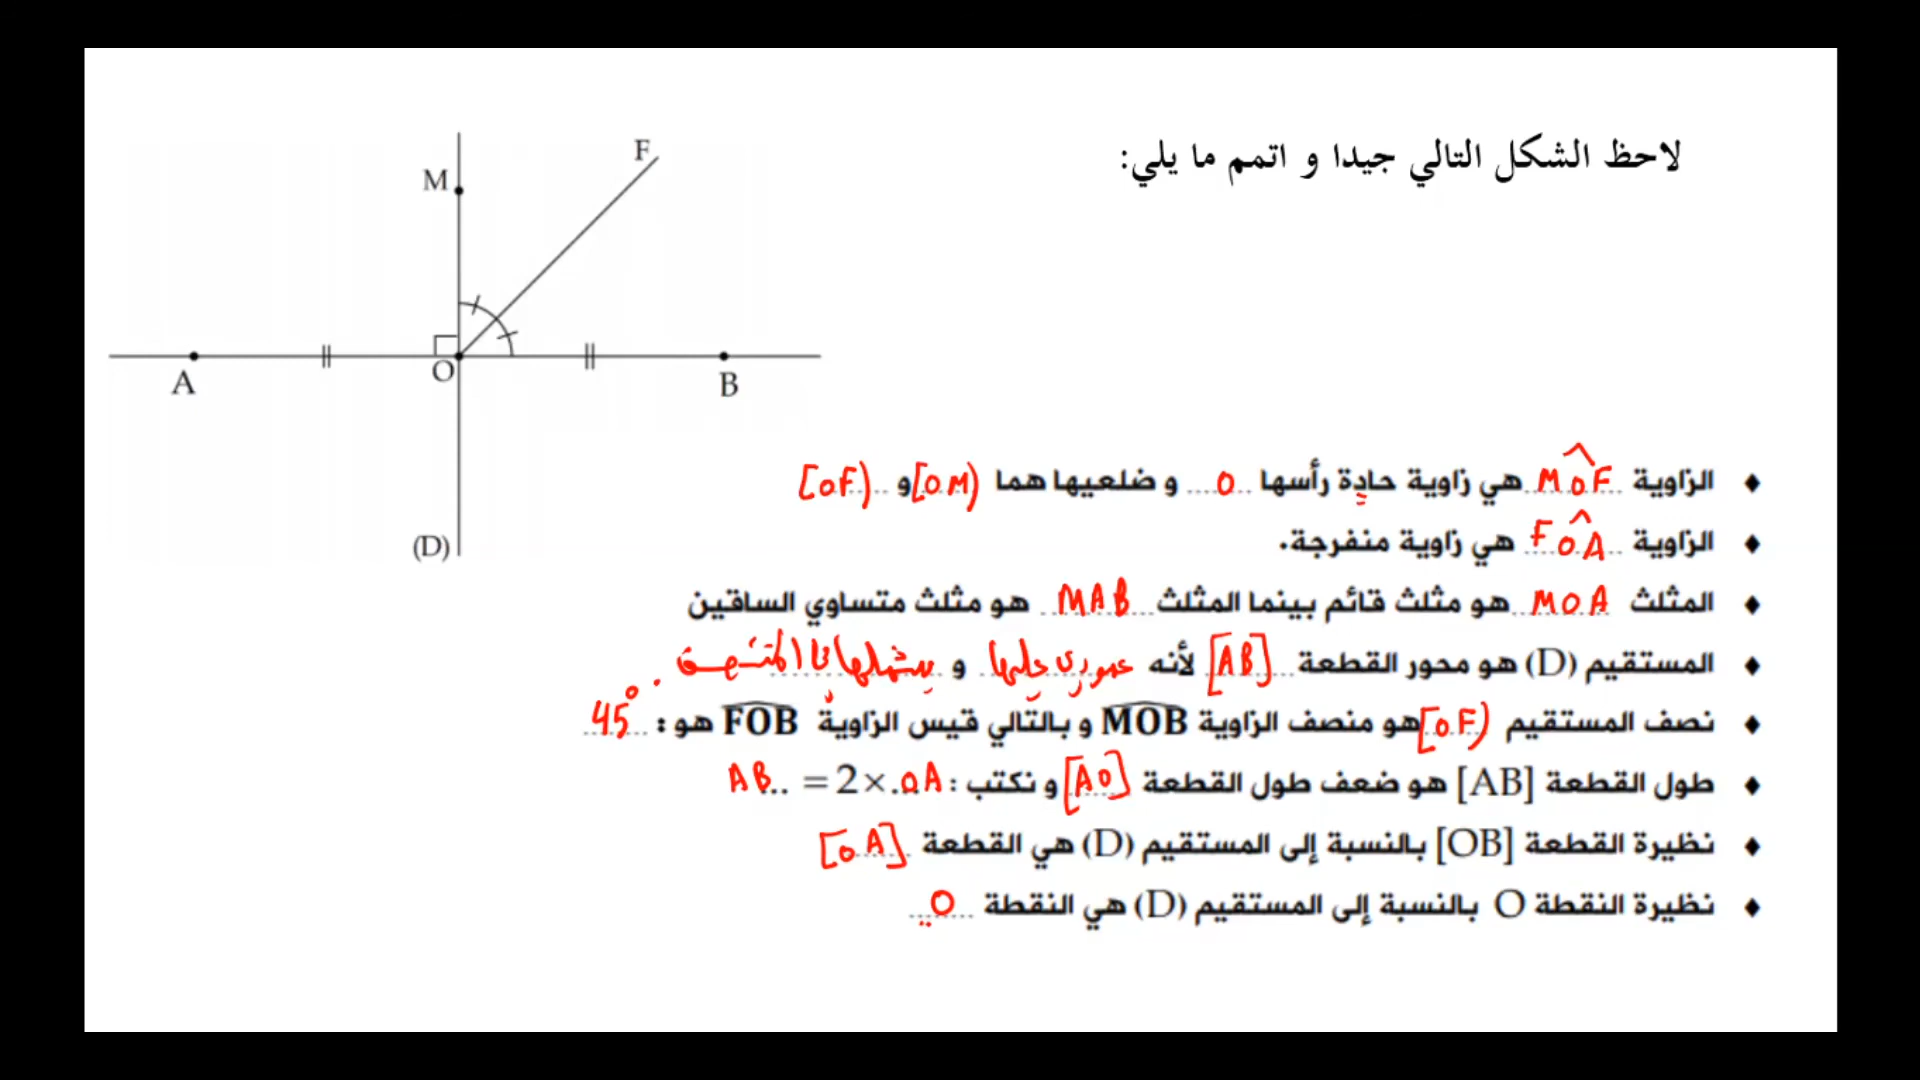 لاحظ الشكل التالي جيدا و اتمم ما يلي:
F
M
O
A
B
(D)
الزاوية MOF هي زاوية حادة رأسها O و ضلعيها هما [OM) و [OF)
الزاوية FOA هي زاوية منفرجة.
المثلث MOA هو مثلث قائم بينما المثلث MAB هو مثلث متساوي الساقين
المستقيم (D) هو محور القطعة [AB] لأنه عمودي عليها و في المنتصف.
نصف المستقيم [OF) هو منصف الزاوية MOB و بالتالي قيس الزاوية FOB هو: 45°
طول القطعة [AB] هو ضعف طول القطعة [AO] و نكتب: AB... = 2×...OA
نظيرة القطعة [OB] بالنسبة إلى المستقيم (D) هي القطعة [OA]
نظيرة النقطة O بالنسبة إلى المستقيم (D) هي النقطة O